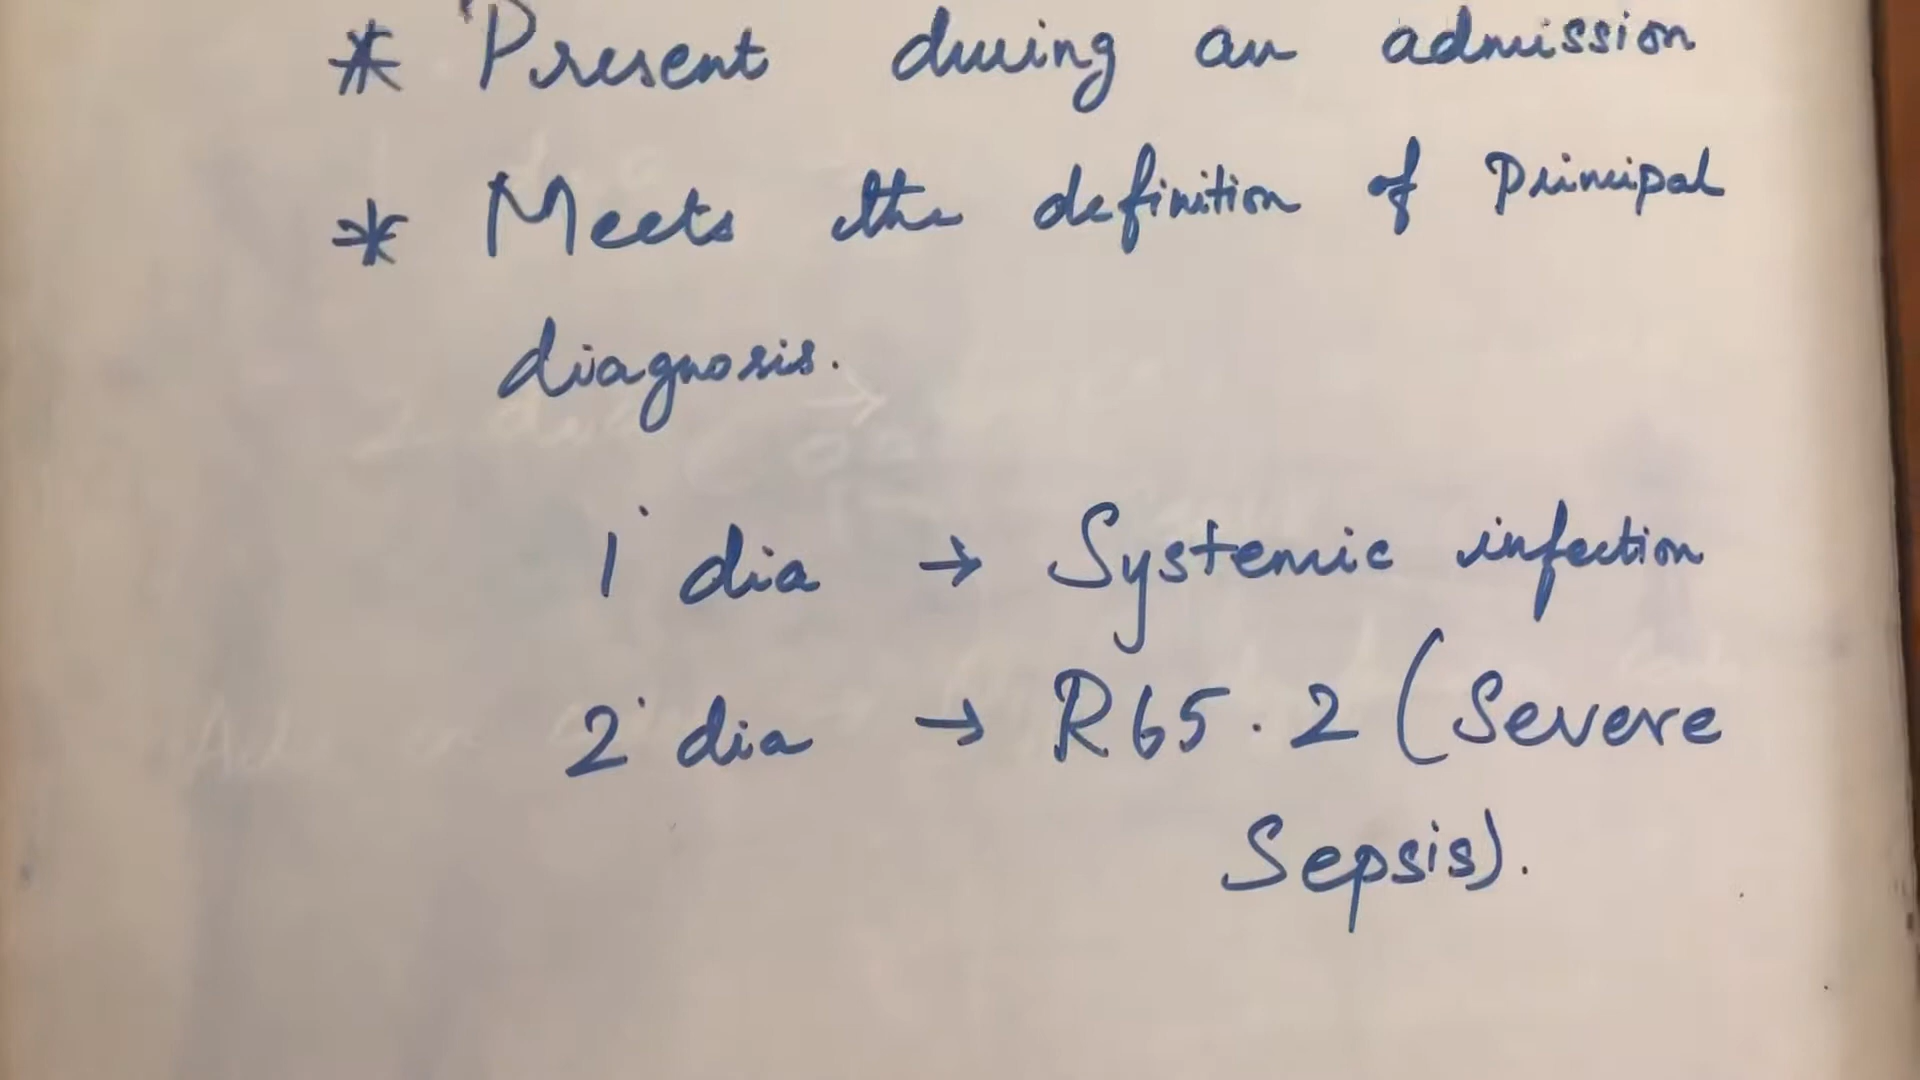 * Present during an admission
* Meets the definition of Principal
diagnosis.
1° dia → Systemic infection
2° dia → R65.2 (Severe
Sepsis).